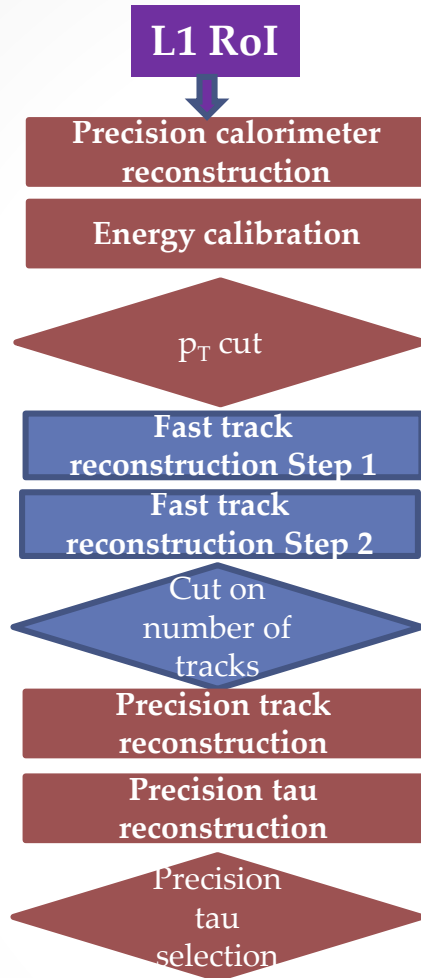 L1 RoI
Precision calorimeter
reconstruction
Energy calibration
p_T cut
Fast track
reconstruction Step 1
Fast track
reconstruction Step 2
Cut on
number of
tracks
Precision track
reconstruction
Precision tau
reconstruction
Precision
tau
selection